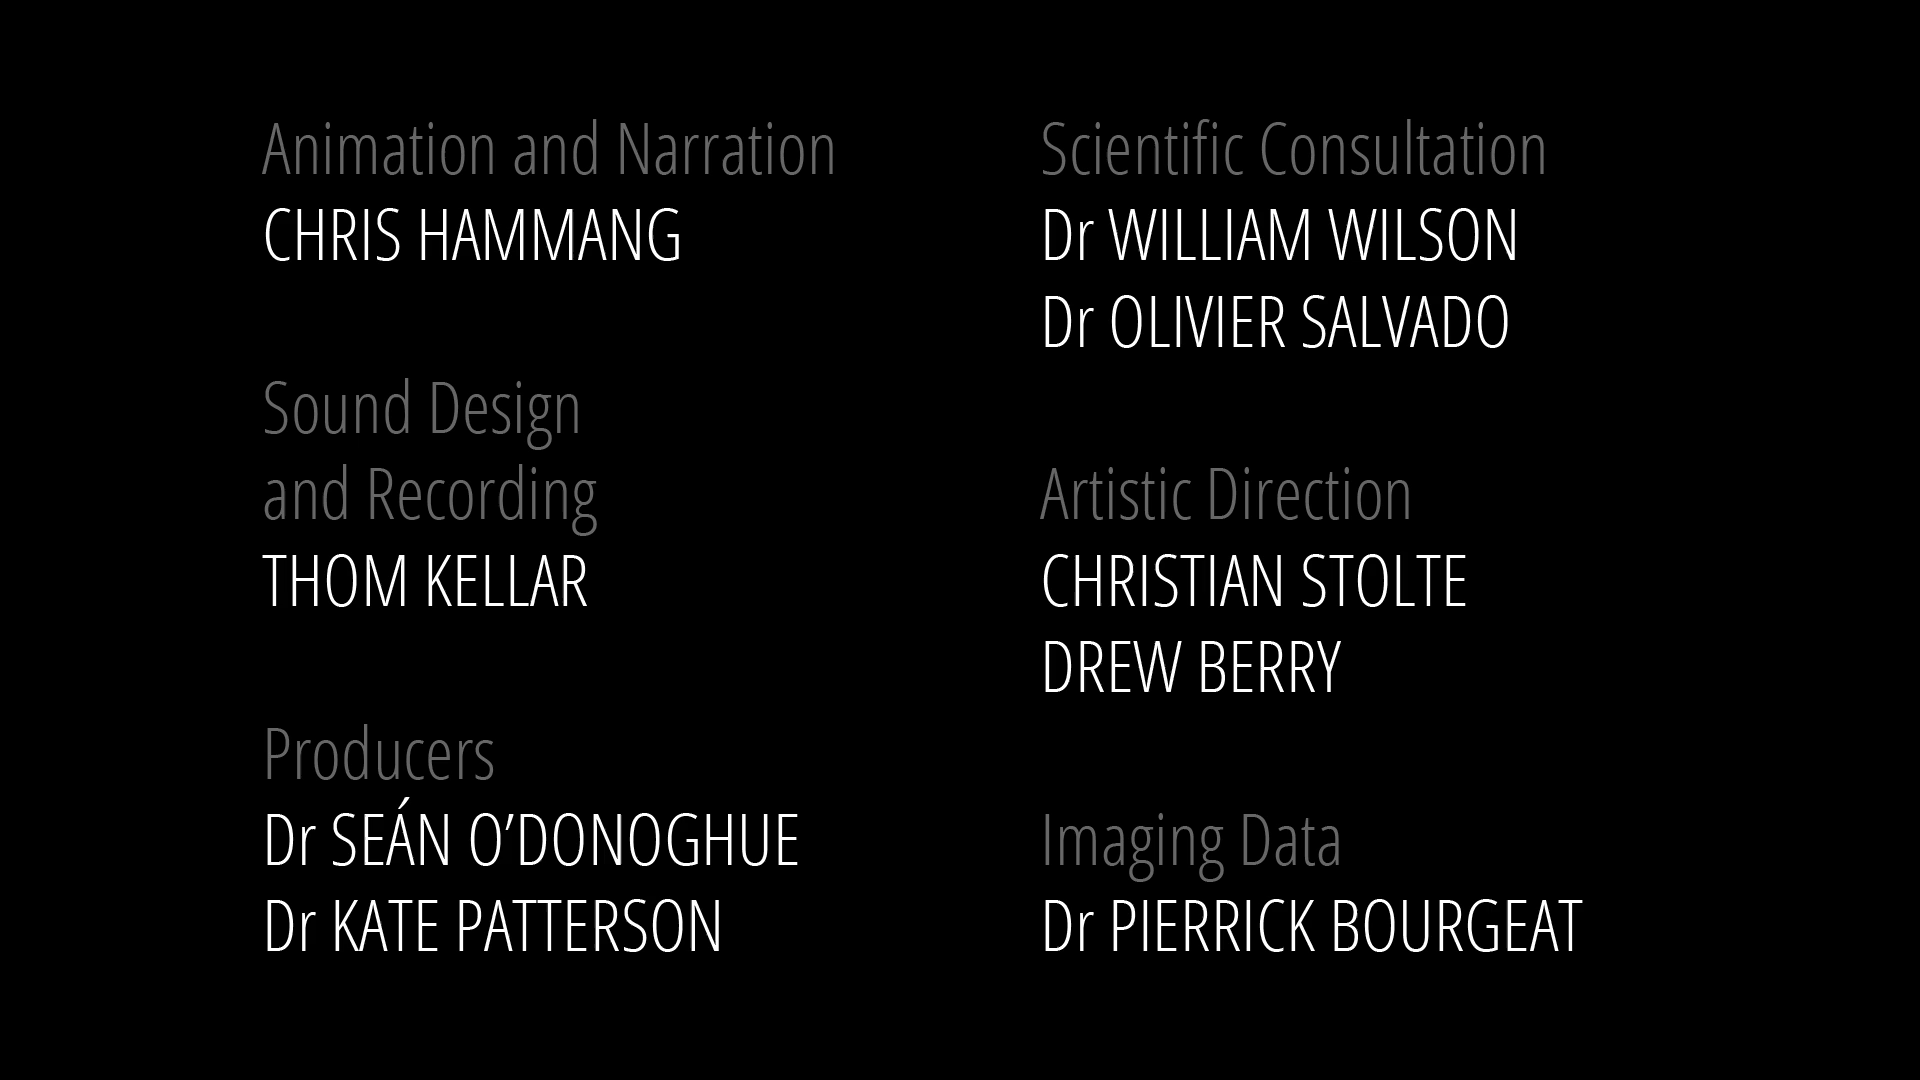 Animation and Narration
CHRIS HAMMANG
Sound Design
and Recording
THOM KELLAR
Producers
Dr SEÁN O’DONOGHUE
Dr KATE PATTERSON
Scientific Consultation
Dr WILLIAM WILSON
Dr OLIVIER SALVADO
Artistic Direction
CHRISTIAN STOLTE
DREW BERRY
Imaging Data
Dr PIERRICK BOURGEAT